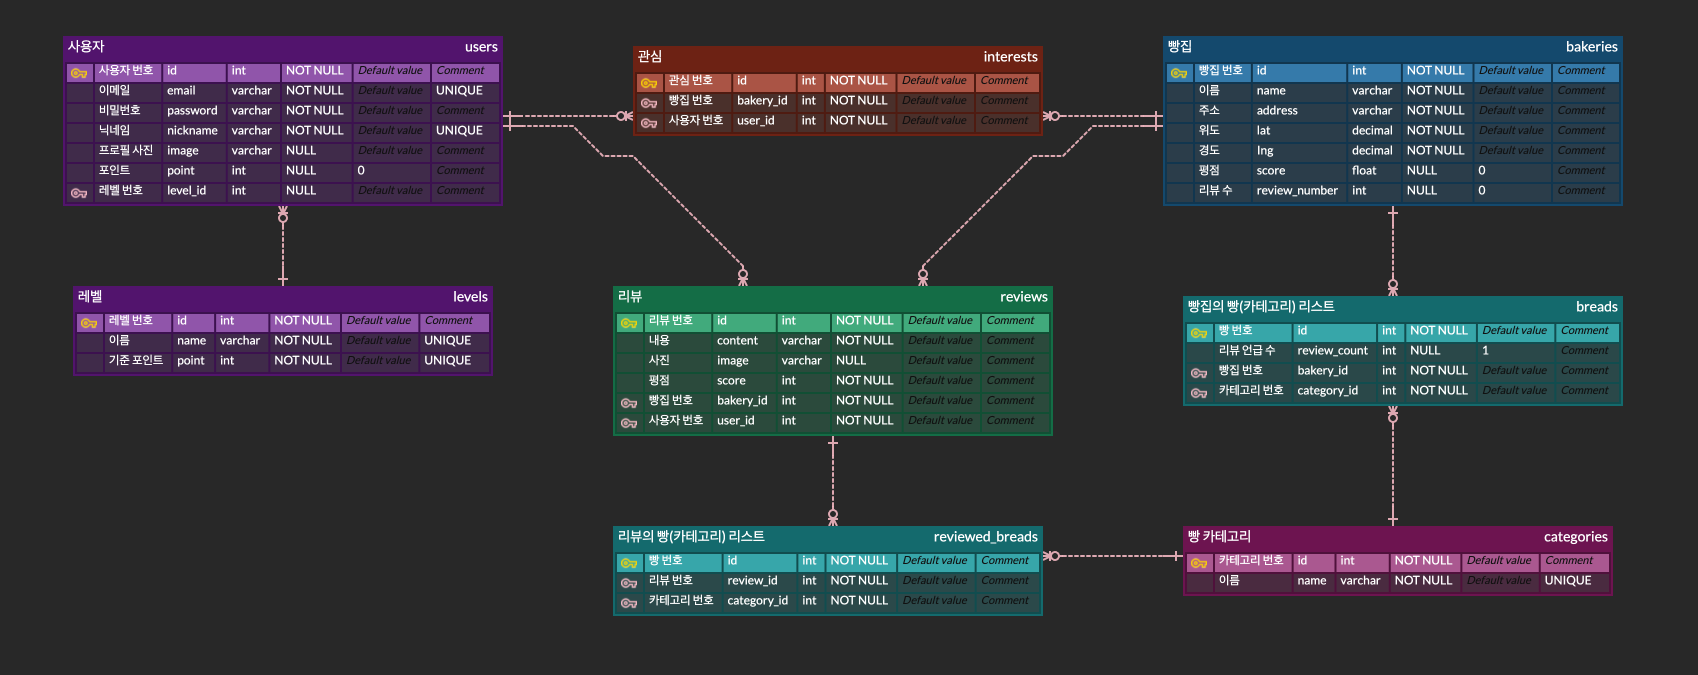 사용자 users
사용자 번호 id int NOT NULL Default value Comment
이메일 email varchar NOT NULL Default value UNIQUE
비밀번호 password varchar NOT NULL Default value Comment
닉네임 nickname varchar NOT NULL Default value UNIQUE
프로필 사진 image varchar NULL Default value Comment
포인트 point int NULL 0 Comment
레벨 번호 level_id int NULL Default value Comment
관심 interests
관심 번호 id int NOT NULL Default value Comment
빵집 번호 bakery_id int NOT NULL Default value Comment
사용자 번호 user_id int NOT NULL Default value Comment
빵집 bakeries
빵집 번호 id int NOT NULL Default value Comment
이름 name varchar NOT NULL Default value Comment
주소 address varchar NOT NULL Default value Comment
위도 lat decimal NOT NULL Default value Comment
경도 lng decimal NOT NULL Default value Comment
평점 score float NULL 0 Comment
리뷰 수 review_number int NULL 0 Comment
레벨 levels
레벨 번호 id int NOT NULL Default value Comment
이름 name varchar NOT NULL Default value UNIQUE
기준 포인트 point int NOT NULL Default value UNIQUE
리뷰 reviews
리뷰 번호 id int NOT NULL Default value Comment
내용 content varchar NOT NULL Default value Comment
사진 image varchar NULL Default value Comment
평점 score int NOT NULL Default value Comment
빵집 번호 bakery_id int NOT NULL Default value Comment
사용자 번호 user_id int NOT NULL Default value Comment
빵집의 빵(카테고리) 리스트 breads
빵 번호 id int NOT NULL Default value Comment
리뷰 언급 수 review_count int NULL 1 Comment
빵집 번호 bakery_id int NOT NULL Default value Comment
카테고리 번호 category_id int NOT NULL Default value Comment
리뷰의 빵(카테고리) 리스트 reviewed_breads
빵 번호 id int NOT NULL Default value Comment
리뷰 번호 review_id int NOT NULL Default value Comment
카테고리 번호 category_id int NOT NULL Default value Comment
빵 카테고리 categories
카테고리 번호 id int NOT NULL Default value Comment
이름 name varchar NOT NULL Default value UNIQUE